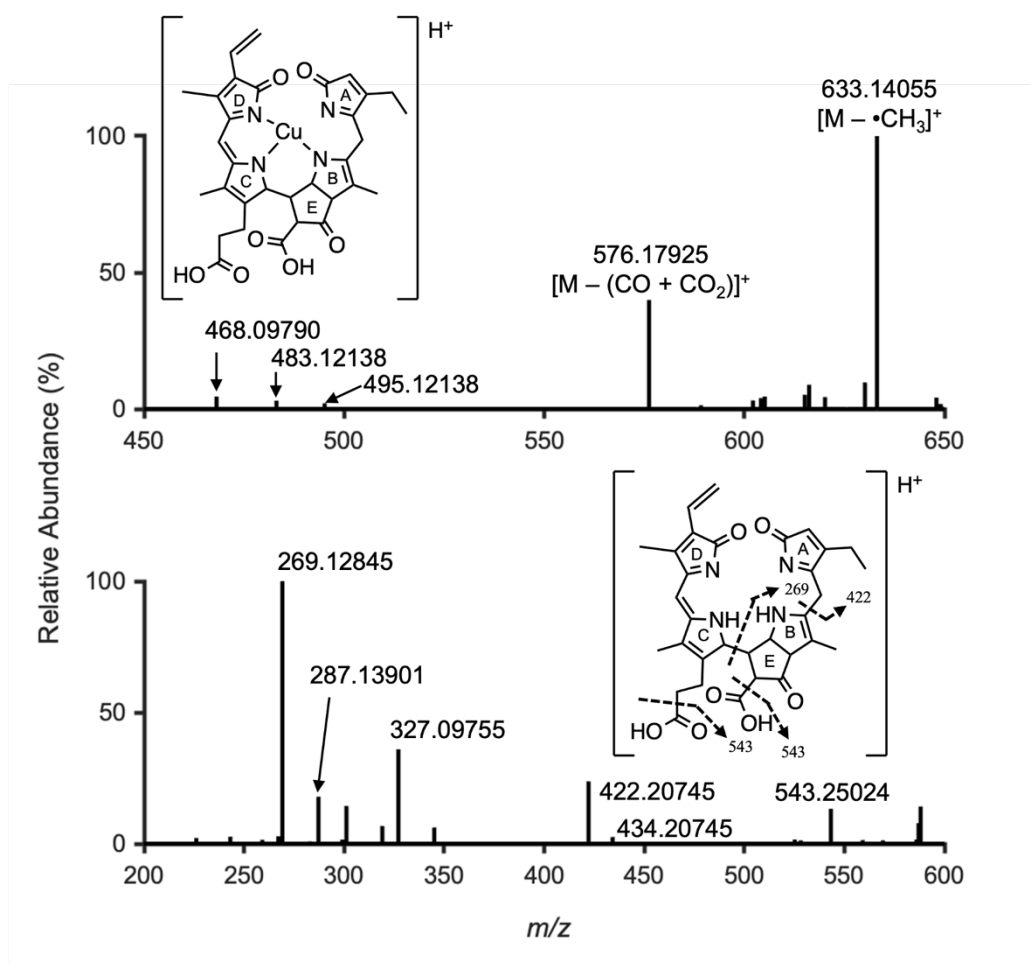 H⁺
633.14055
[M – •CH₃]⁺
O
O
D
A
N
N
Cu
N
N
C
B
E
O
O
OH
HO
O
576.17925
[M – (CO + CO₂)]⁺
468.09790
483.12138
495.12138
100
50
0
450
500
550
600
650
Relative Abundance (%)
H⁺
O
O
D
A
N
N
269
422
NH
HN
C
B
E
O
O
OH
HO
O
543
543
269.12845
287.13901
327.09755
422.20745
434.20745
543.25024
100
50
0
200
250
300
350
400
450
500
550
600
m/z